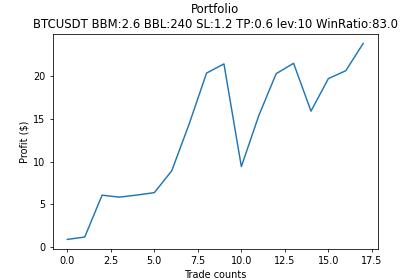 Portfolio
BTCUSDT BBM:2.6 BBL:240 SL:1.2 TP:0.6 lev:10 WinRatio:83.0
20
15
10
5
0
Profit ($)
0.0 2.5 5.0 7.5 10.0 12.5 15.0 17.5
Trade counts